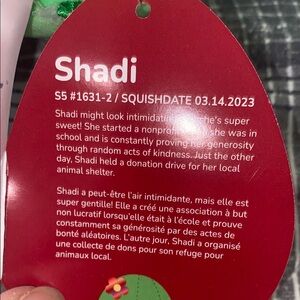 Shadi
S5 #1631-2 / SQUISHDATE 03.14.2023
Shadi might look intimidating she's super
sweet! She started a nonprofit she was in
school and is constantly proving her generosity
through random acts of kindness. Just the other
day, Shadi held a donation drive for her local
animal shelter.
Shadi a peut-être l'air intimidante, mais elle est
super gentille! Elle a créé une association à but
non lucratif lorsqu'elle était à l'école et prouve
constamment sa générosité par des actes de
bonté aléatoires. L'autre jour, Shadi a organisé
une collecte de dons pour son refuge pour
animaux local.